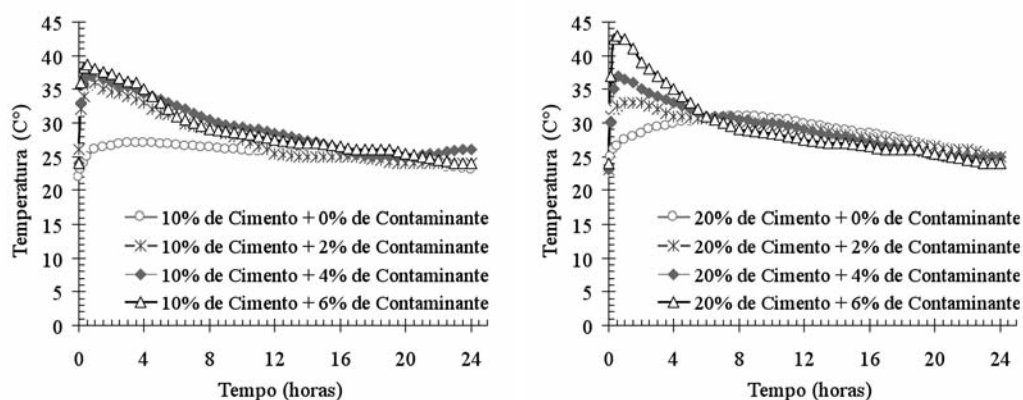 45
40
35
30
25
20
15
10
5
0
Temperatura (C°)
10% de Cimento + 0% de Contaminante
10% de Cimento + 2% de Contaminante
10% de Cimento + 4% de Contaminante
10% de Cimento + 6% de Contaminante
0 4 8 12 16 20 24
Tempo (horas)
45
40
35
30
25
20
15
10
5
0
Temperatura (C°)
20% de Cimento + 0% de Contaminante
20% de Cimento + 2% de Contaminante
20% de Cimento + 4% de Contaminante
20% de Cimento + 6% de Contaminante
0 4 8 12 16 20 24
Tempo (horas)